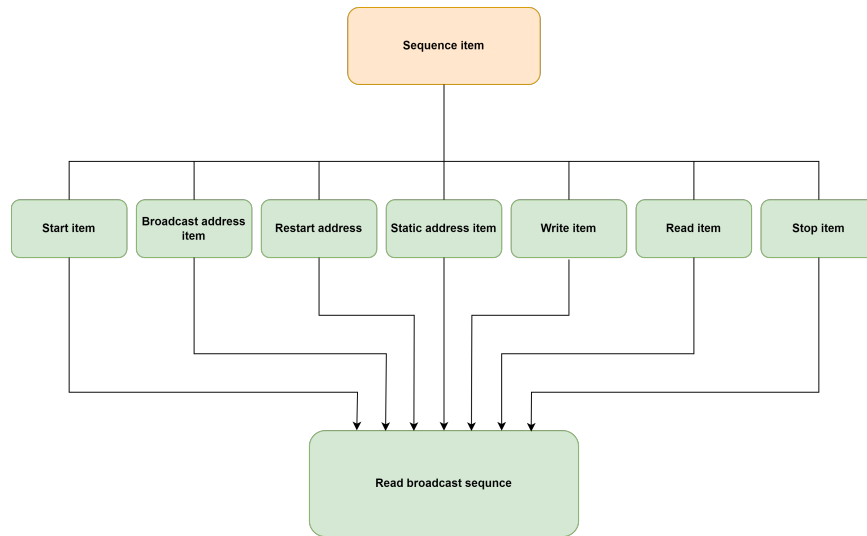 Sequence item
Start item
Broadcast address
item
Restart address
Static address item
Write item
Read item
Stop item
Read broadcast sequnce